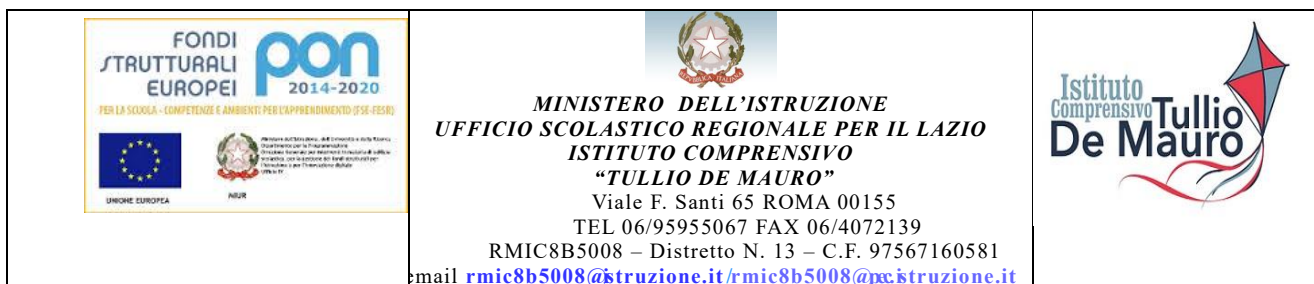 FONDI
STRUTTURALI
EUROPEI
pon
2014-2020
PER LA SCUOLA - COMPETENZE E AMBIENTI PER L'APPRENDIMENTO (FSE-FESR)
UNIONE EUROPEA
MIUR
MINISTERO DELL'ISTRUZIONE
UFFICIO SCOLASTICO REGIONALE PER IL LAZIO
ISTITUTO COMPRENSIVO
“TULLIO DE MAURO”
Viale F. Santi 65 ROMA 00155
TEL 06/95955067 FAX 06/4072139
RMIC8B5008 – Distretto N. 13 – C.F. 97567160581
email rmic8b5008@istruzione.it/rmic8b5008@pec.istruzione.it
Istituto
Comprensivo Tullio
De Mauro